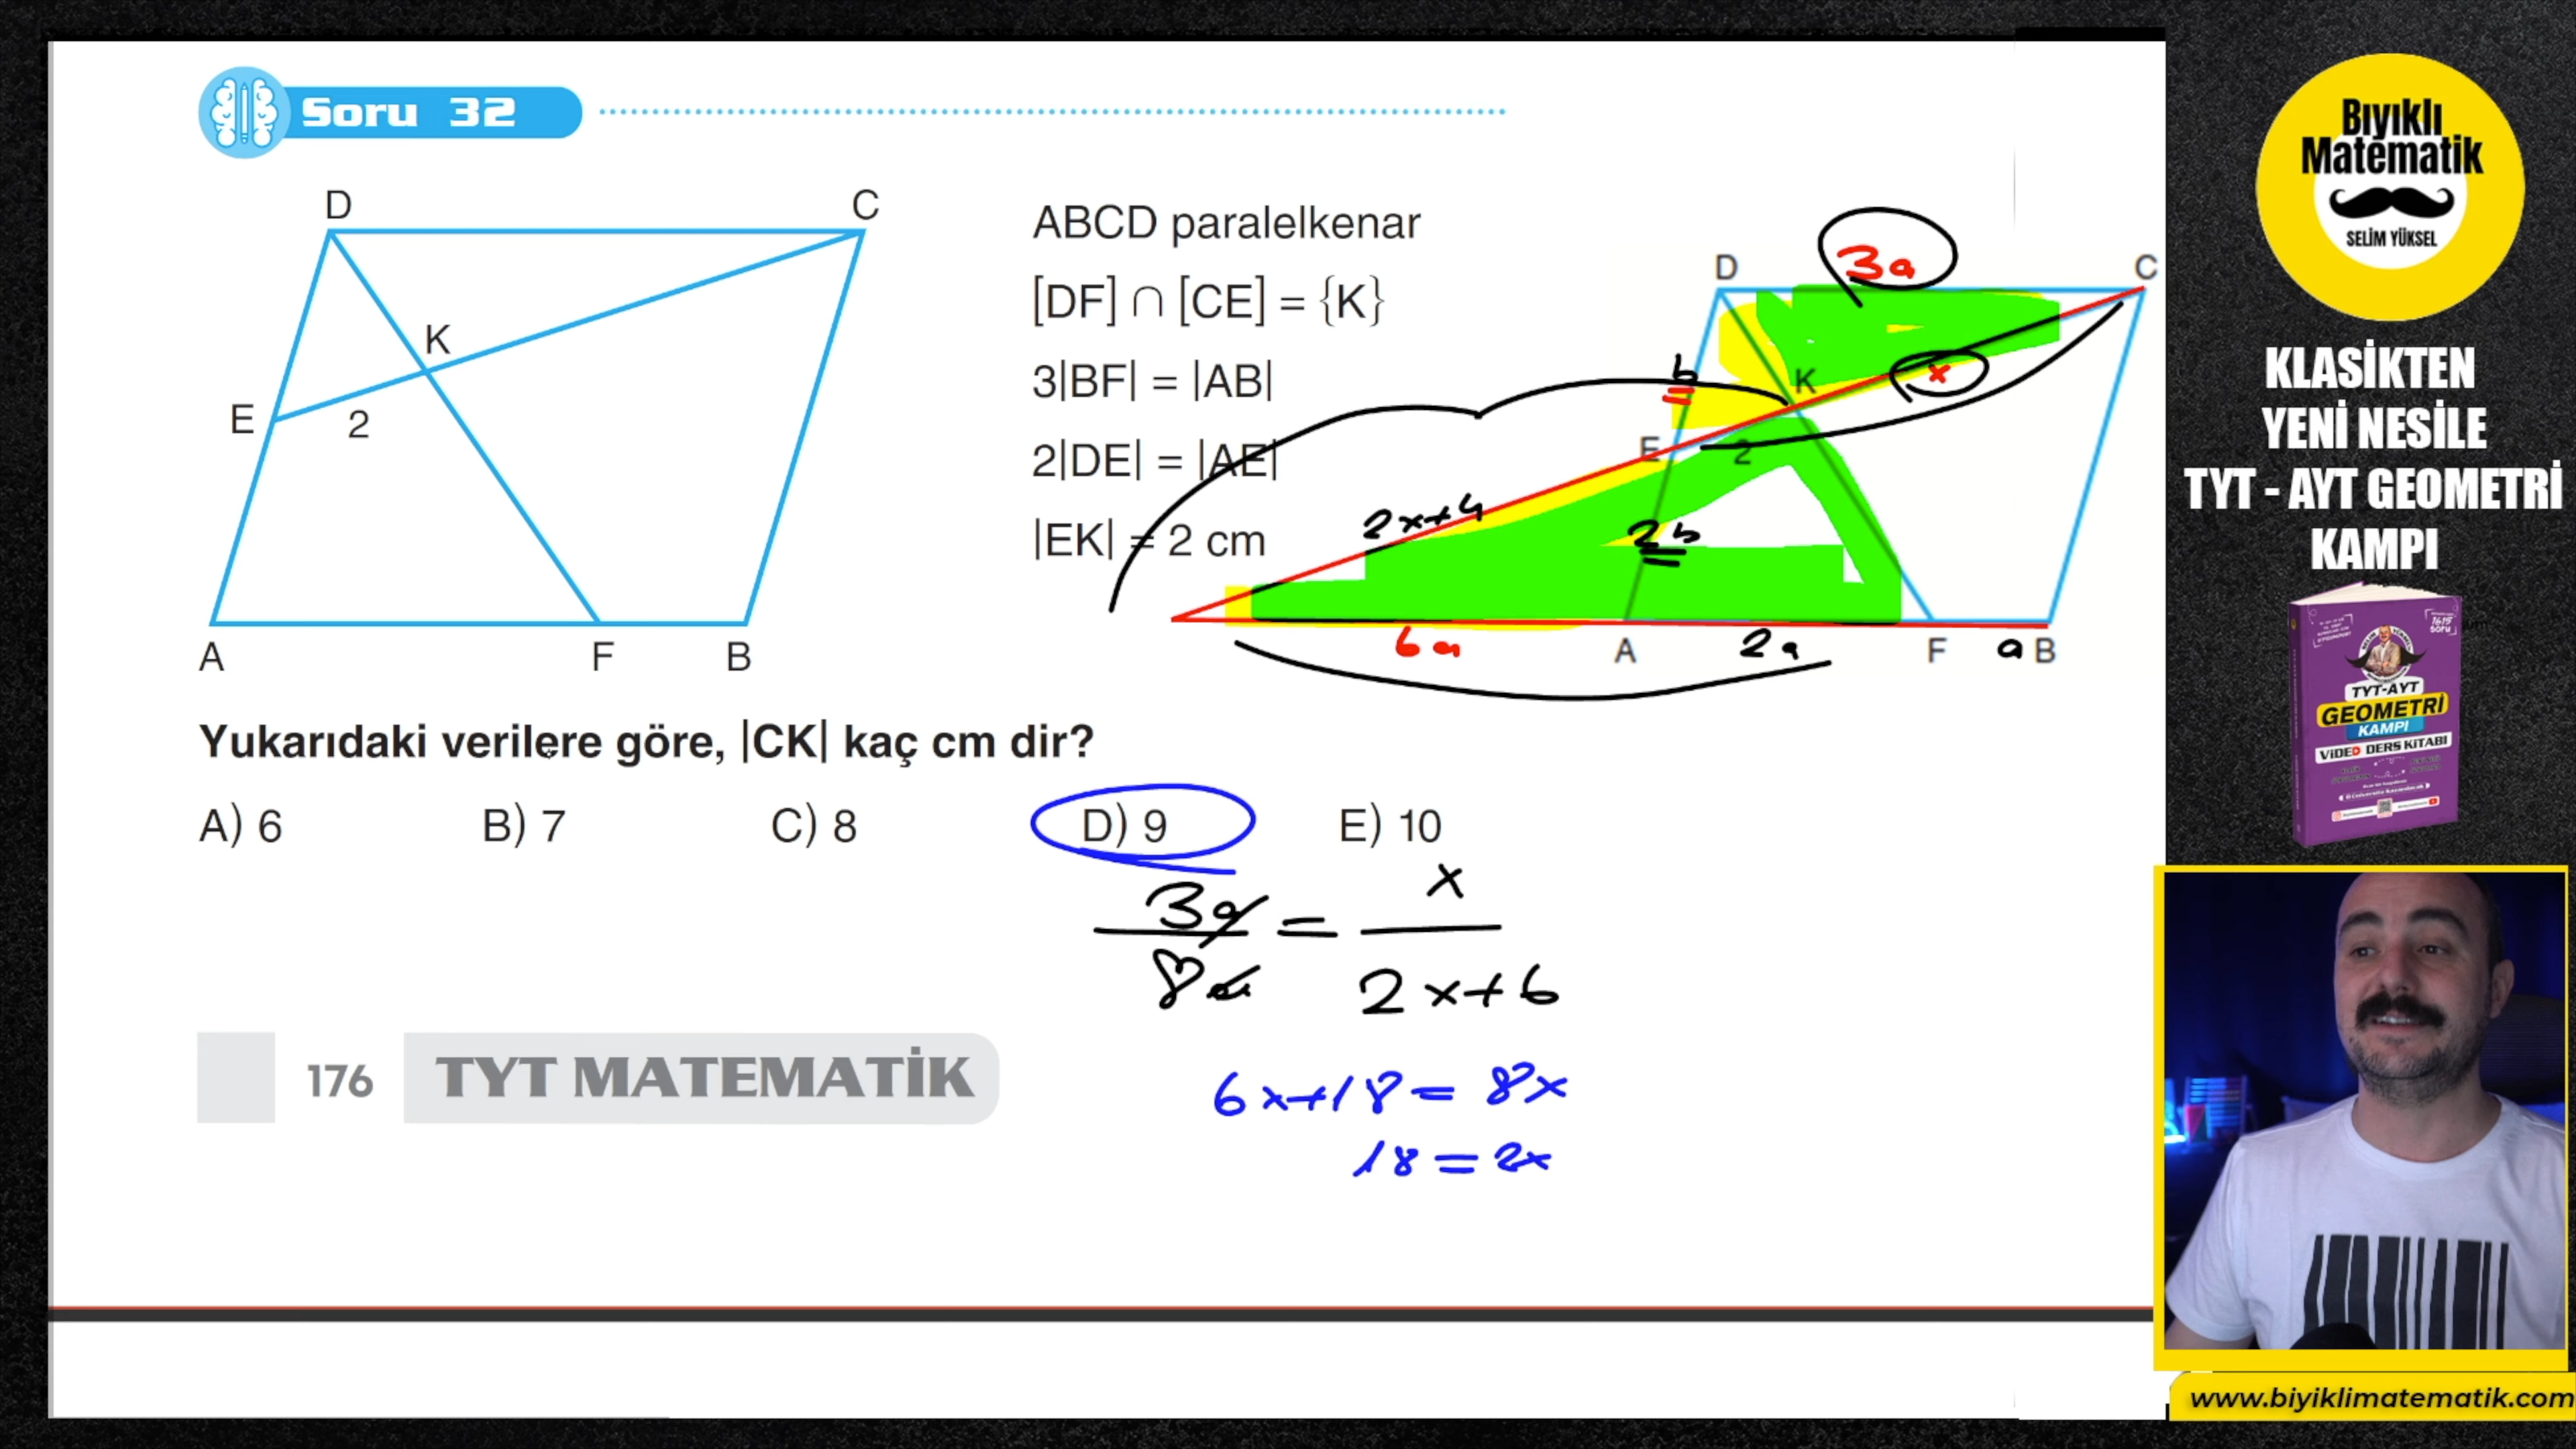 Soru 32
D
C
K
E
2
A
F
B
ABCD paralelkenar
[DF] ∩ [CE] = {K}
3|BF| = |AB|
2|DE| = |AE|
|EK| = 2 cm
3a
D
C
b
K
x
E
2
2x+4
2b
6a
A
2a
F
a
B
Yukarıdaki verilere göre, |CK| kaç cm dir?
A) 6
B) 7
C) 8
D) 9
E) 10
3a/8a = x/2x+6
6x+18 = 8x
18 = 2x
176
TYT MATEMATİK
Bıyıklı
Matematik
SELİM YÜKSEL
KLASİKTEN
YENİ NESİLE
TYT - AYT GEOMETRİ
KAMPI
1615
soru
TYT-AYT
GEOMETRİ
KAMPI
VİDEO DERS KİTABI
www.biyiklimatematik.com